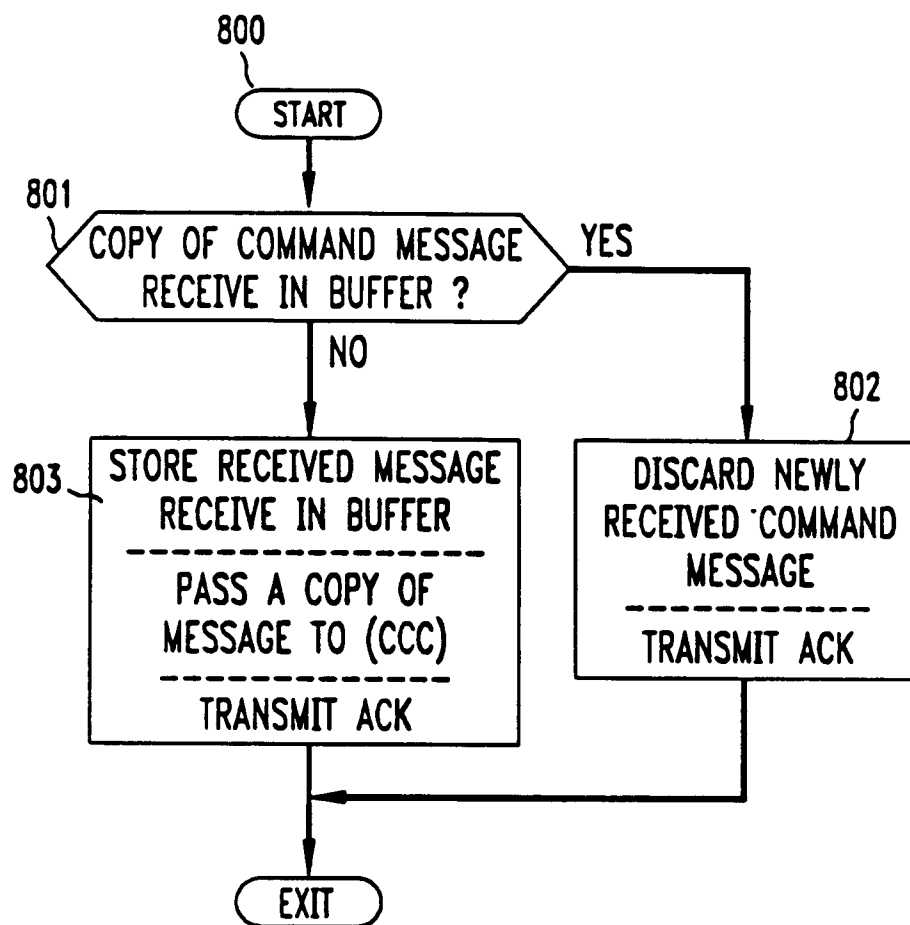 800
START
801
COPY OF COMMAND MESSAGE
RECEIVE IN BUFFER ?
YES
NO
802
803
STORE RECEIVED MESSAGE
RECEIVE IN BUFFER
PASS A COPY OF
MESSAGE TO (CCC)
TRANSMIT ACK
DISCARD NEWLY
RECEIVED COMMAND
MESSAGE
TRANSMIT ACK
EXIT